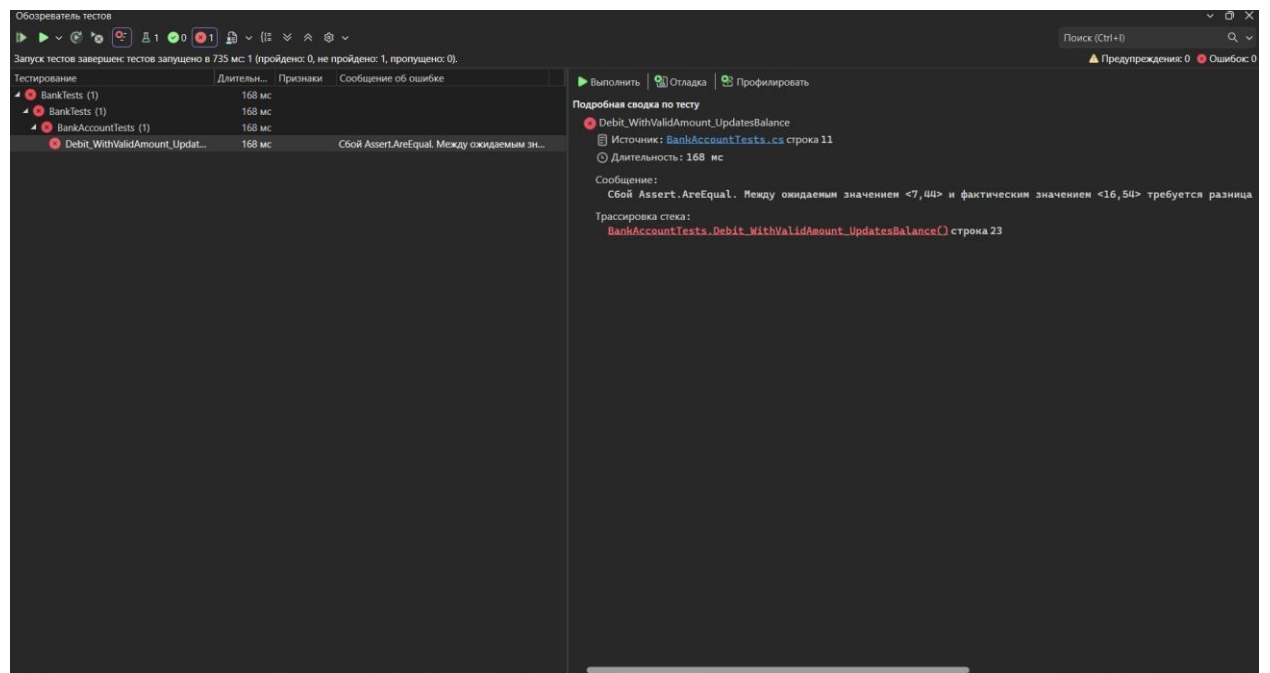 Обозреватель тестов
1 0 1
Поиск (Ctrl+I)
Запуск тестов завершен: тестов запущено в 735 мс: 1 (пройдено: 0, не пройдено: 1, пропущено: 0).
Предупреждения: 0 Ошибок: 0
Тестирование Длительн... Признаки Сообщение об ошибке
BankTests (1) 168 мс
BankTests (1) 168 мс
BankAccountTests (1) 168 мс
Debit_WithValidAmount_Updat... 168 мс Сбой Assert.AreEqual. Между ожидаемым зн...
Выполнить Отладка Профилировать
Подробная сводка по тесту
Debit_WithValidAmount_UpdatesBalance
Источник: BankAccountTests.cs строка 11
Длительность: 168 мс
Сообщение:
Сбой Assert.AreEqual. Между ожидаемым значением <7,44> и фактическим значением <16,54> требуется разница
Трассировка стека:
BankAccountTests.Debit_WithValidAmount_UpdatesBalance() строка 23